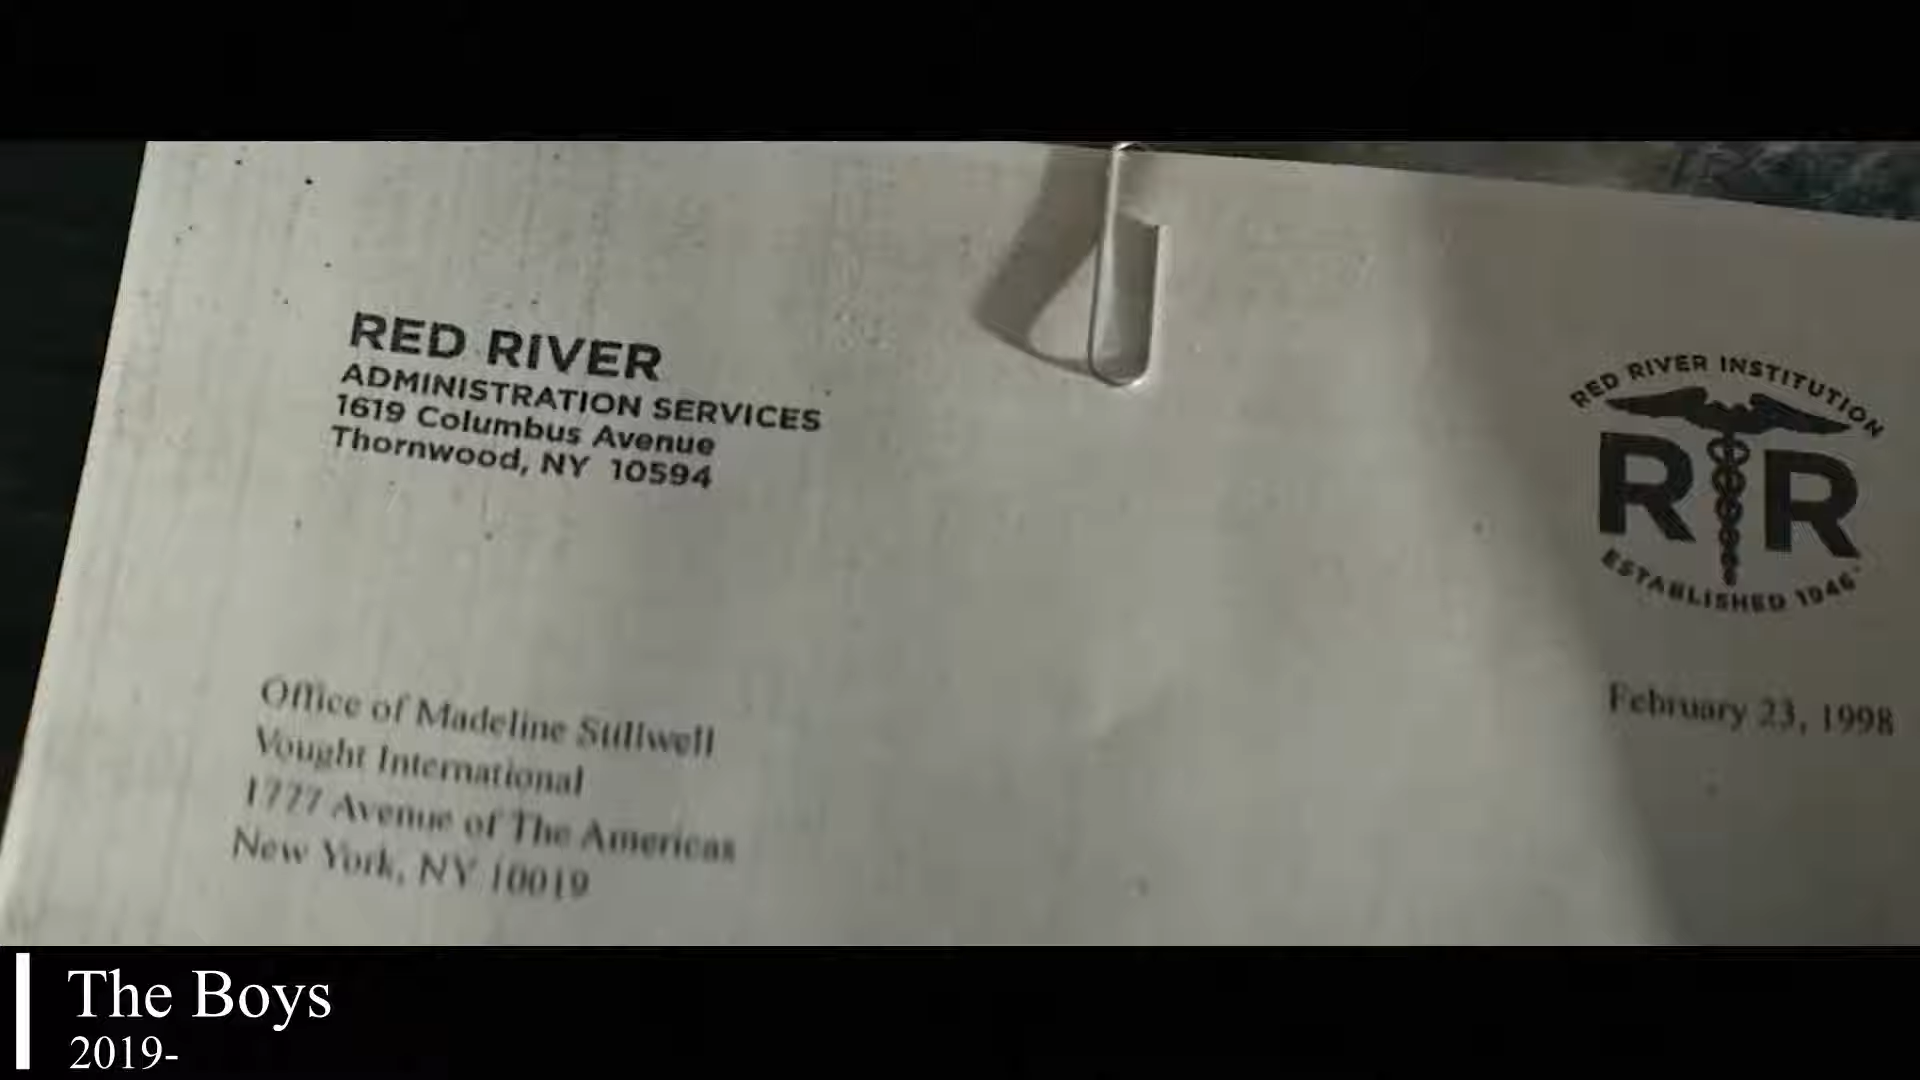 RED RIVER
ADMINISTRATION SERVICES
1619 Columbus Avenue
Thornwood, NY 10594
RED RIVER INSTITUTION
R R
ESTABLISHED 1946
February 23, 1998
Office of Madeline Stillwell
Vought International
1777 Avenue of The Americas
New York, NY 10019
The Boys
2019-